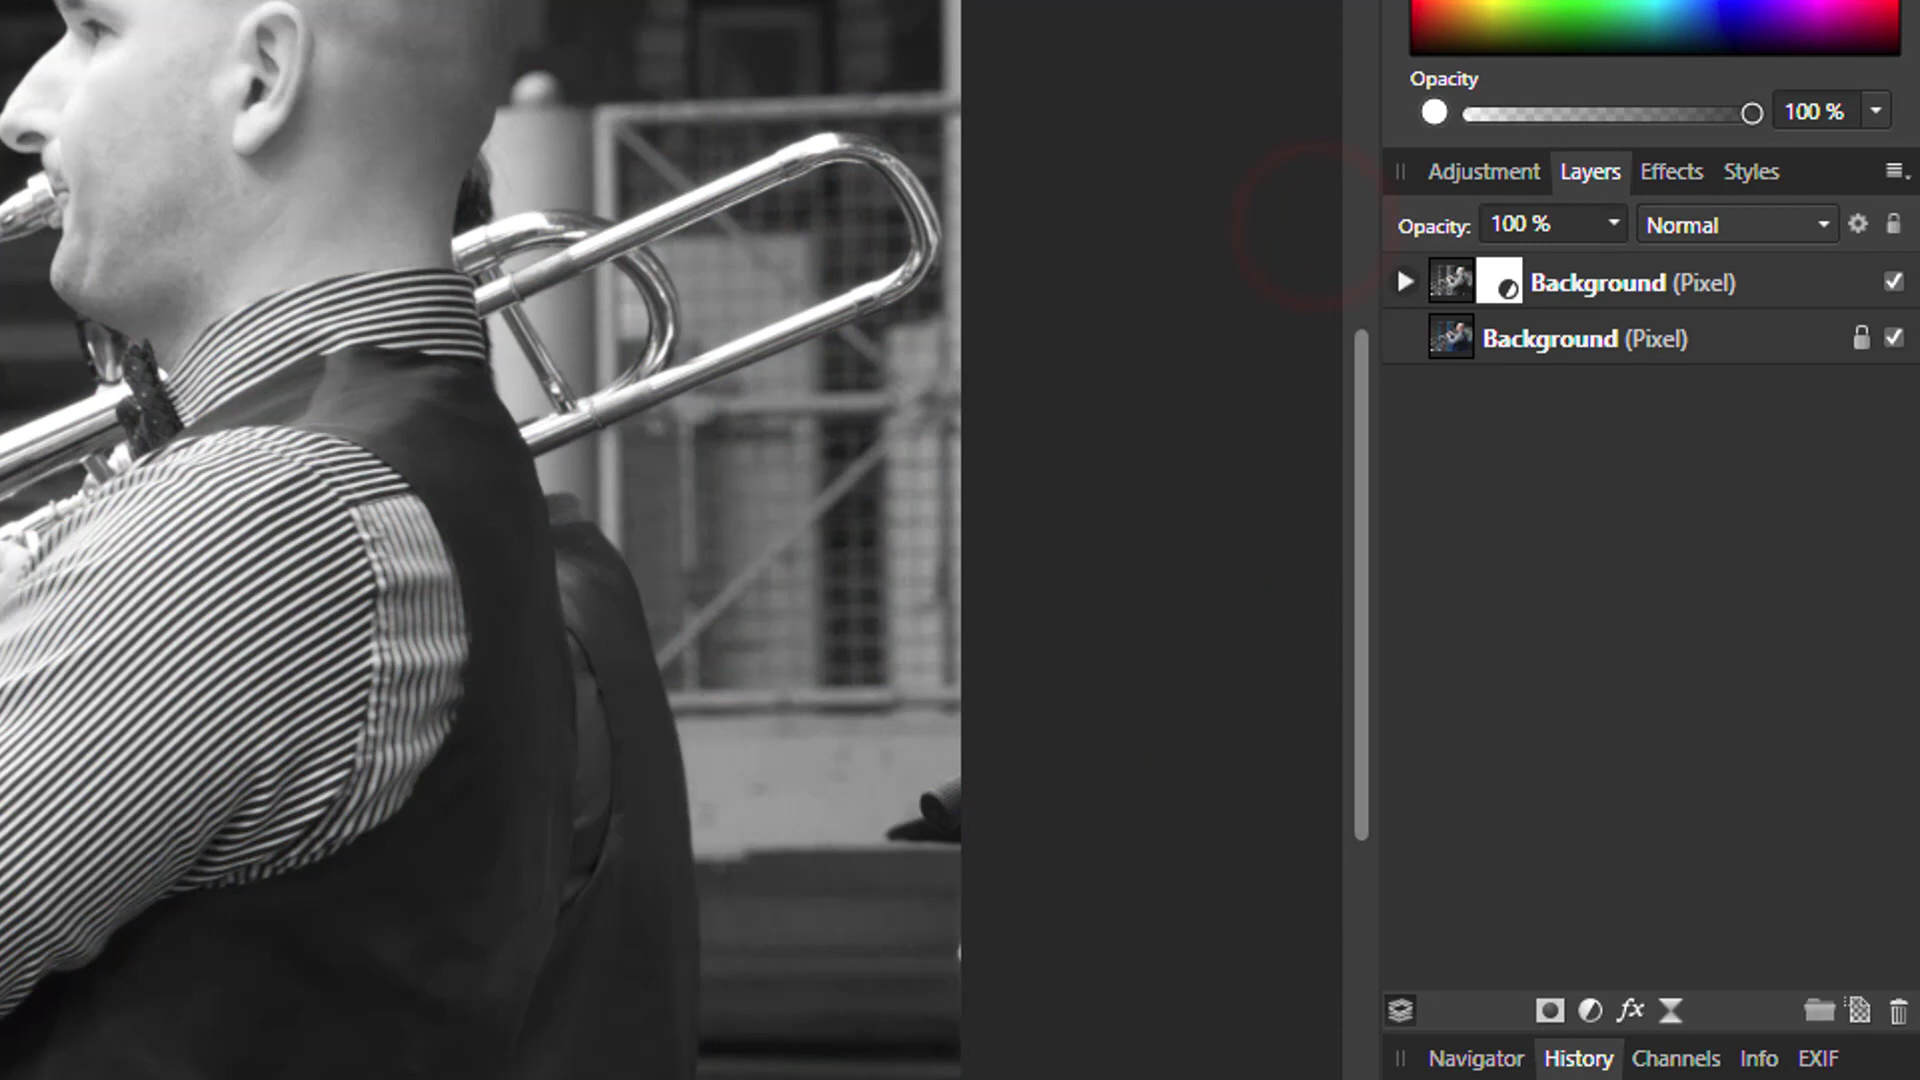 Opacity
100 %
Adjustment Layers Effects Styles
Opacity: 100 % Normal
Background (Pixel)
Background (Pixel)
fx
Navigator History Channels Info EXIF